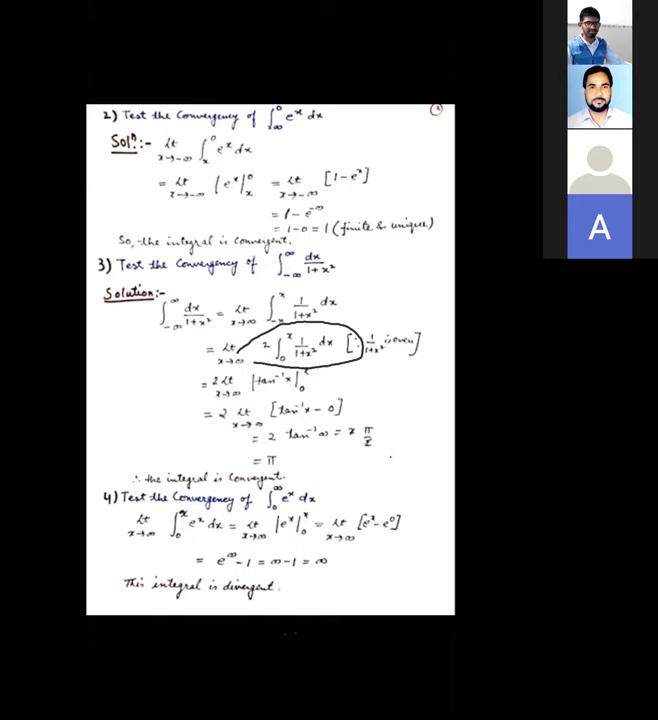 2) Test the Convergency of ∫_{-∞}^0 e^x dx
②
Solⁿ:- Lt_{x→-∞} ∫_x^0 e^x dx
= Lt_{x→-∞} |e^x|_x^0 = Lt_{x→-∞} [1-e^x]
= 1-e^{-∞}
= 1-0 = 1 (finite & unique)
So, the integral is convergent.
3) Test the Convergency of ∫_{-∞}^∞ dx/1+x²
Solution:-
∫_{-∞}^∞ dx/1+x² = Lt_{x→∞} ∫_{-x}^x 1/1+x² dx
= Lt_{x→∞} 2 ∫_0^x 1/1+x² dx [∵ 1/1+x² is even]
= 2 Lt_{x→∞} |tan⁻¹x|_0^x
= 2 Lt_{x→∞} [tan⁻¹x - 0]
= 2 tan⁻¹∞ = 2 π/2
= π
∴ the integral is Convergent.
4) Test the Convergency of ∫_0^∞ e^x dx
Lt_{x→∞} ∫_0^x e^x dx = Lt_{x→∞} |e^x|_0^x = Lt_{x→∞} [e^x - e^0]
= e^∞ - 1 = ∞ - 1 = ∞
This integral is divergent.
A